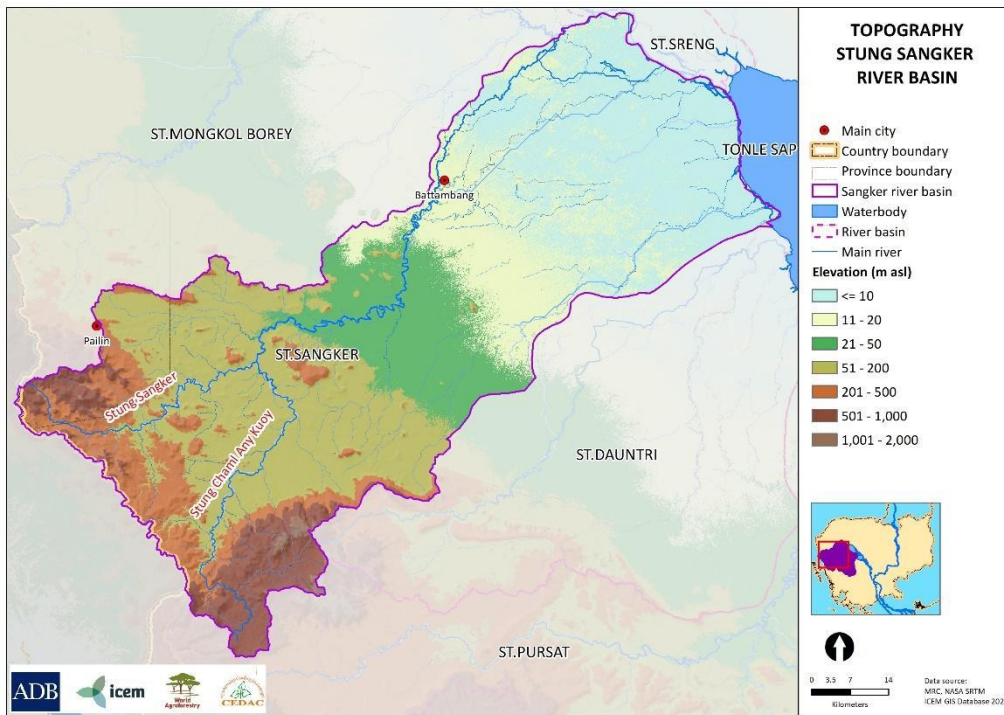 TOPOGRAPHY
STUNG SANGKER
RIVER BASIN
Main city
Country boundary
Province boundary
Sangker river basin
Waterbody
River basin
Main river
Elevation (m asl)
<= 10
11 - 20
21 - 50
51 - 200
201 - 500
501 - 1,000
1,001 - 2,000
ST.SRENG
ST.MONGKOL BOREY
TONLE SAP
Battambang
Pailin
ST.SANGKER
Stung Sangker
Stung Chaml Any Kuoy
ST.DAUNTRI
ST.PURSAT
ADB
icem
World
Agroforestry
CEDAC
0 3.5 7 14
Kilometers
Data source:
MRC, NASA SRTM
ICEM GIS Database 202